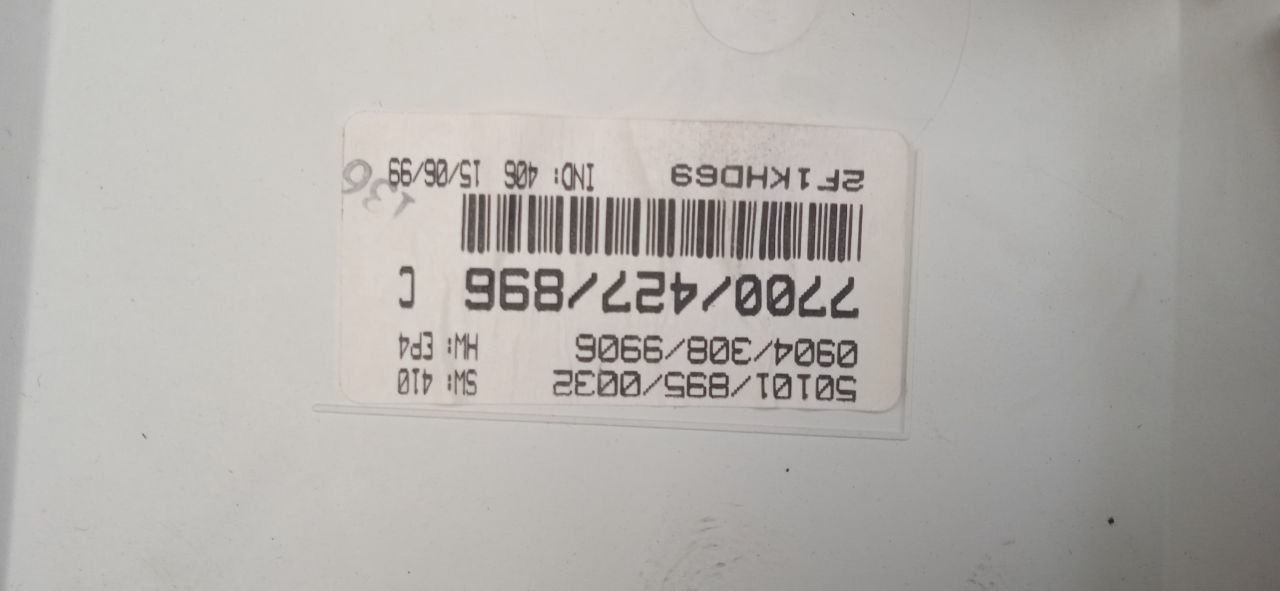 50101/895/0032 SW: 410
0904/308/9906 HW: EP4
7700/427/896 C
136
2F1KHD69 IND: 406 15/06/99